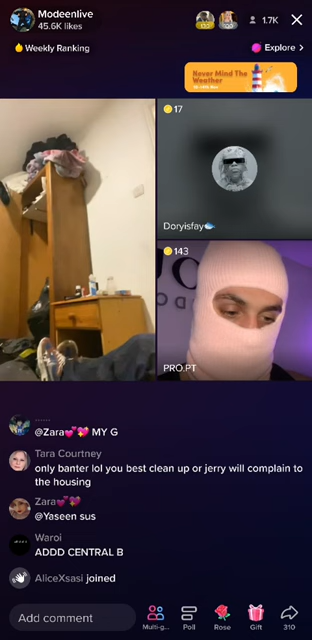 Modeenlive
45.6K likes
1.7K
Weekly Ranking
Explore >
Never Mind The
Weather
17
Doryisfay🐟
143
PRO.PT
......
@Zara💕💖 MY G
Tara Courtney
only banter lol you best clean up or jerry will complain to
the housing
Zara💕💖
@Yaseen sus
Waroi
ADDD CENTRAL B
AliceXsasi joined
Add comment
Multi-g...
Poll
Rose
Gift
310